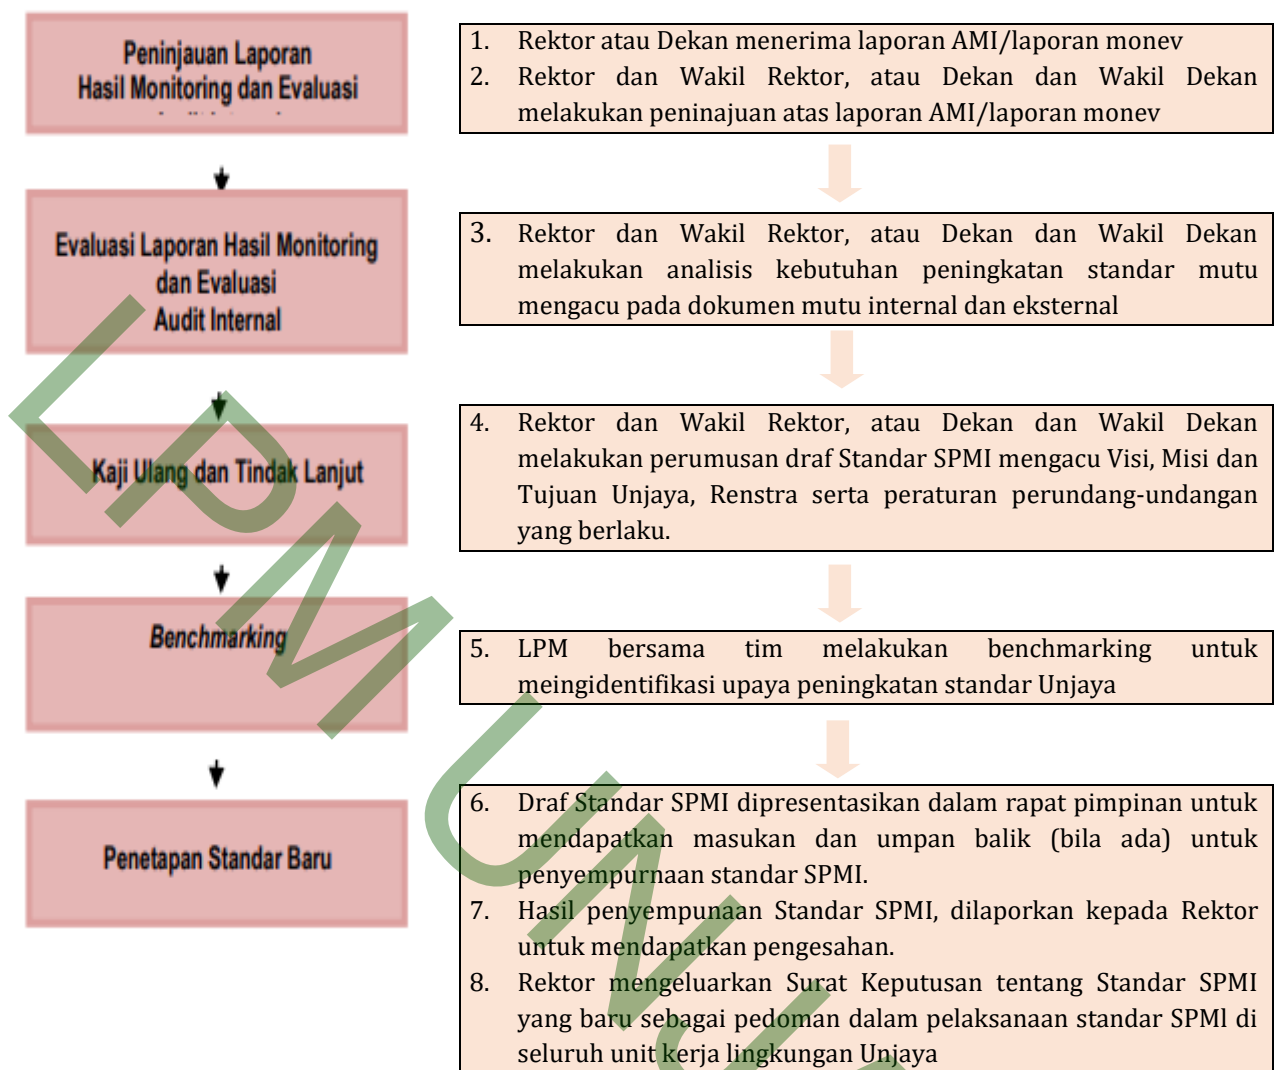 Peninjauan Laporan
Hasil Monitoring dan Evaluasi
Evaluasi Laporan Hasil Monitoring
dan Evaluasi
Audit Internal
Kaji Ulang dan Tindak Lanjut
Benchmarking
Penetapan Standar Baru
1. Rektor atau Dekan menerima laporan AMI/laporan monev
2. Rektor dan Wakil Rektor, atau Dekan dan Wakil Dekan
melakukan peninajuan atas laporan AMI/laporan monev
3. Rektor dan Wakil Rektor, atau Dekan dan Wakil Dekan
melakukan analisis kebutuhan peningkatan standar mutu
mengacu pada dokumen mutu internal dan eksternal
4. Rektor dan Wakil Rektor, atau Dekan dan Wakil Dekan
melakukan perumusan draf Standar SPMI mengacu Visi, Misi dan
Tujuan Unjaya, Renstra serta peraturan perundang-undangan
yang berlaku.
5. LPM bersama tim melakukan benchmarking untuk
meingidentifikasi upaya peningkatan standar Unjaya
6. Draf Standar SPMI dipresentasikan dalam rapat pimpinan untuk
mendapatkan masukan dan umpan balik (bila ada) untuk
penyempurnaan standar SPMI.
7. Hasil penyempunaan Standar SPMI, dilaporkan kepada Rektor
untuk mendapatkan pengesahan.
8. Rektor mengeluarkan Surat Keputusan tentang Standar SPMI
yang baru sebagai pedoman dalam pelaksanaan standar SPMl di
seluruh unit kerja lingkungan Unjaya
LPM UNJ